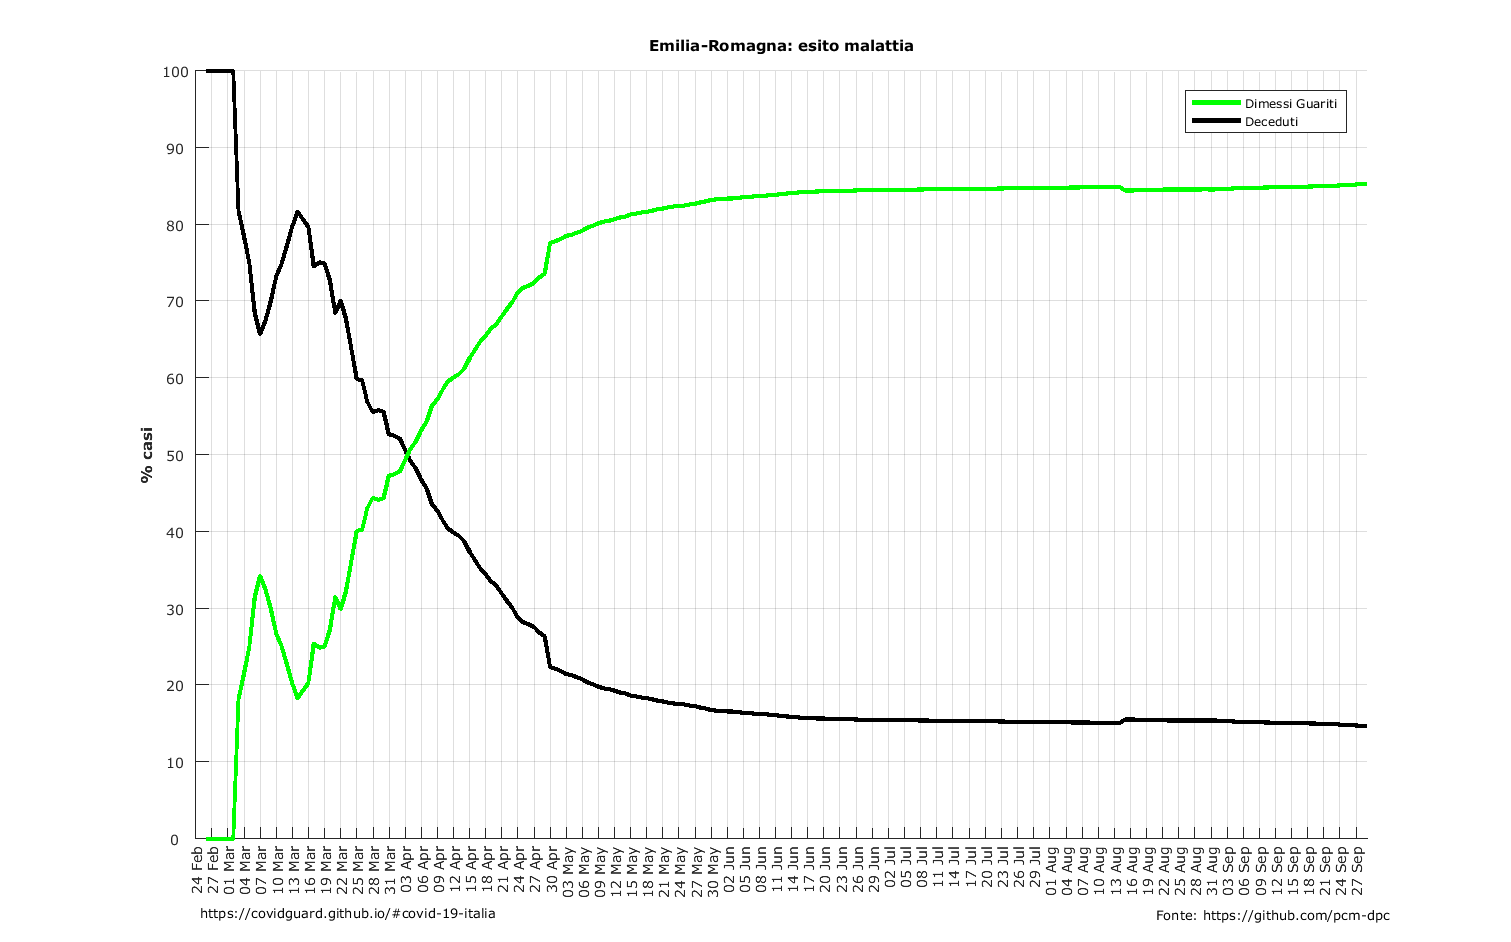 Emilia-Romagna: esito malattia
Dimessi Guariti
Deceduti
% casi
100
90
80
70
60
50
40
30
20
10
0
24 Feb
27 Feb
01 Mar
04 Mar
07 Mar
10 Mar
13 Mar
16 Mar
19 Mar
22 Mar
25 Mar
28 Mar
31 Mar
03 Apr
06 Apr
09 Apr
12 Apr
15 Apr
18 Apr
21 Apr
24 Apr
27 Apr
30 Apr
03 May
06 May
09 May
12 May
15 May
18 May
21 May
24 May
27 May
30 May
02 Jun
05 Jun
08 Jun
11 Jun
14 Jun
17 Jun
20 Jun
23 Jun
26 Jun
29 Jun
02 Jul
05 Jul
08 Jul
11 Jul
14 Jul
17 Jul
20 Jul
23 Jul
26 Jul
29 Jul
01 Aug
04 Aug
07 Aug
10 Aug
13 Aug
16 Aug
19 Aug
22 Aug
25 Aug
28 Aug
31 Aug
03 Sep
06 Sep
09 Sep
12 Sep
15 Sep
18 Sep
21 Sep
24 Sep
27 Sep
https://covidguard.github.io/#covid-19-italia
Fonte: https://github.com/pcm-dpc